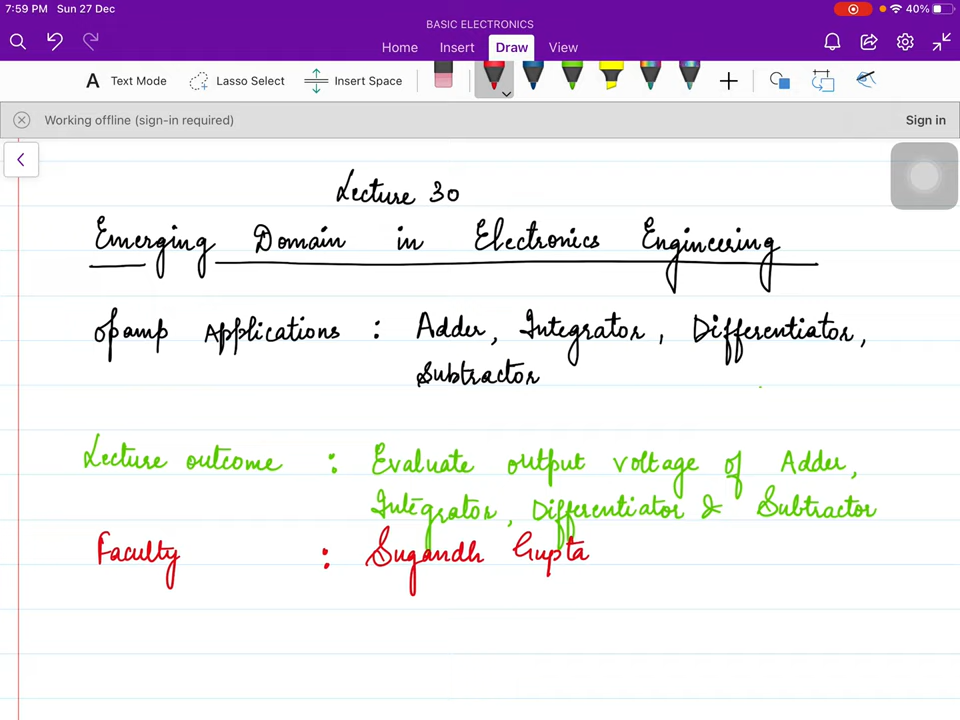 7:59 PM Sun 27 Dec
40%
BASIC ELECTRONICS
Home Insert Draw View
Text Mode Lasso Select Insert Space
Working offline (sign-in required) Sign in
Lecture 30
Emerging Domain in Electronics Engineering
opamp Applications : Adder, Integrator, Differentiator,
Subtractor
Lecture outcome : Evaluate output voltage of Adder,
Integrator, Differentiator & Subtractor
Faculty : Sugandh Gupta